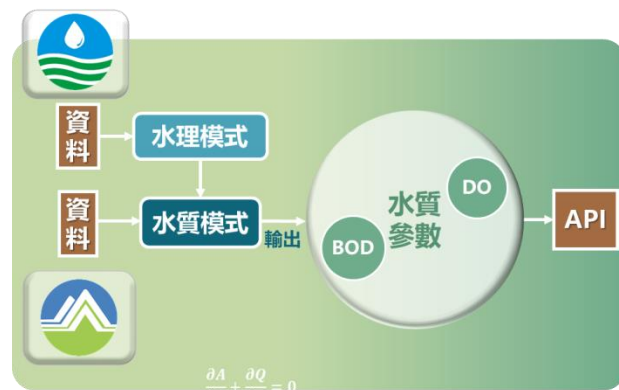 資料
水理模式
資料
水質模式
輸出
水質
參數
DO
BOD
API
∂A/ + ∂Q/ = 0